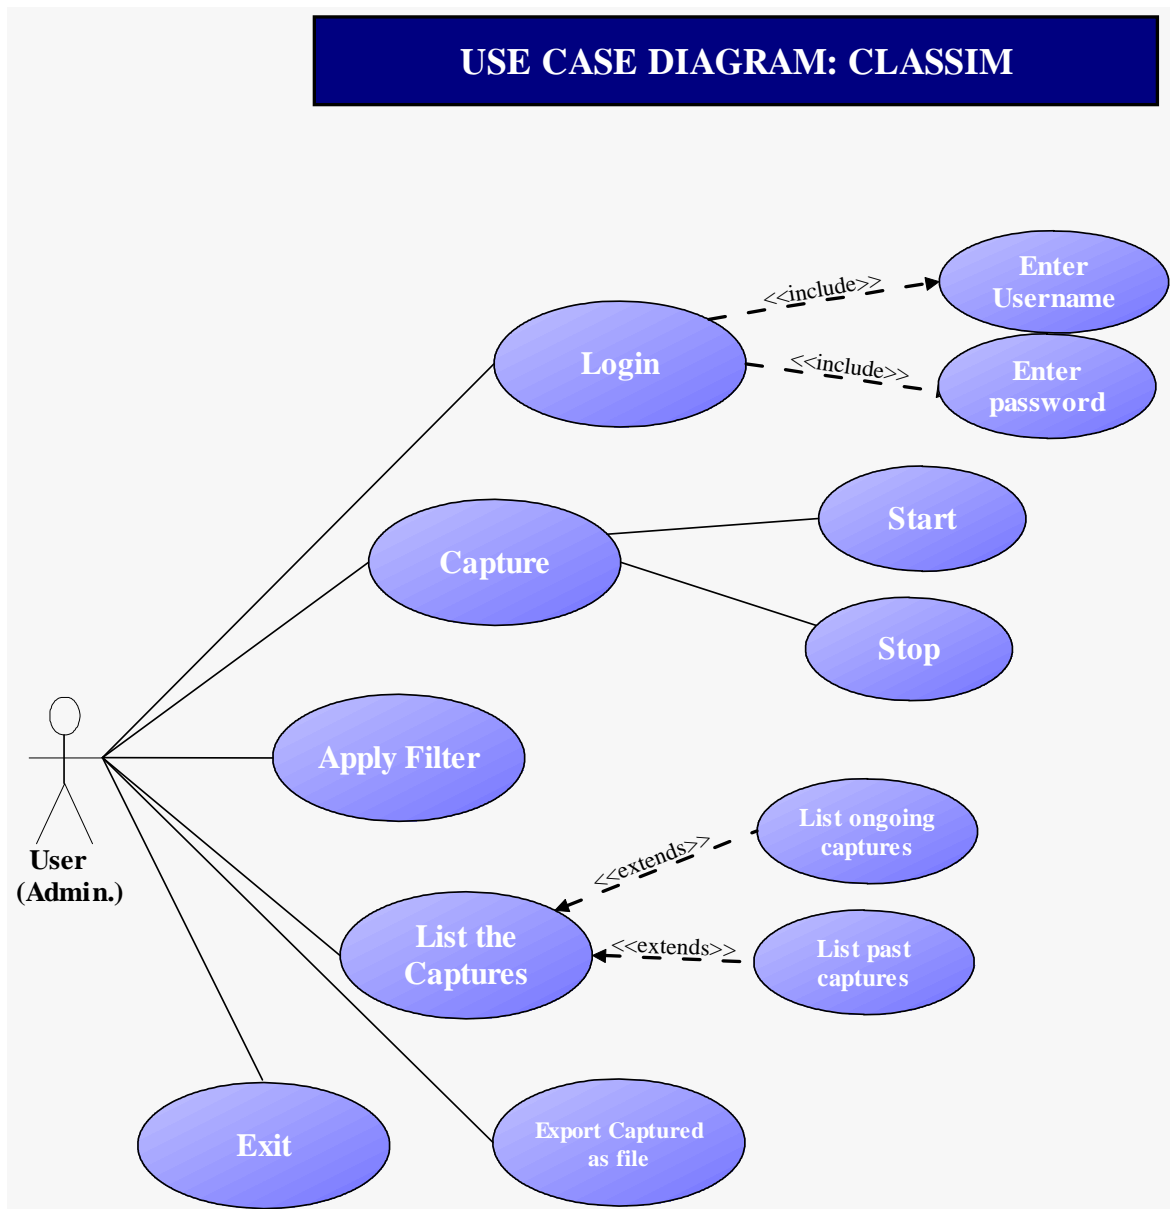 USE CASE DIAGRAM: CLASSIM
Enter
Username
<<include>>
Login
<<include>>
Enter
password
Start
Capture
Stop
Apply Filter
User
(Admin.)
List ongoing
captures
<<extends>>
List the
Captures
<<extends>>
List past
captures
Exit
Export Captured
as file